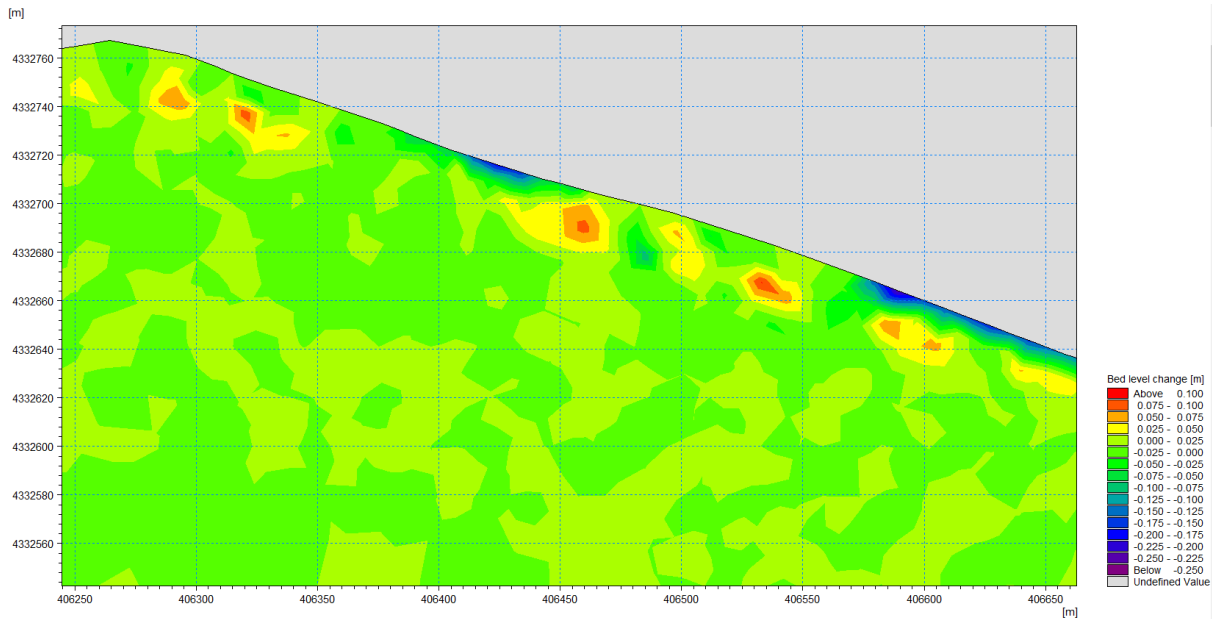 [m]
4332760
4332740
4332720
4332700
4332680
4332660
4332640
4332620
4332600
4332580
4332560
406250 406300 406350 406400 406450 406500 406550 406600 406650
[m]
Bed level change [m]
Above 0.100
0.075 - 0.100
0.050 - 0.075
0.025 - 0.050
0.000 - 0.025
-0.025 - 0.000
-0.050 - -0.025
-0.075 - -0.050
-0.100 - -0.075
-0.125 - -0.100
-0.150 - -0.125
-0.175 - -0.150
-0.200 - -0.175
-0.225 - -0.200
-0.250 - -0.225
Below -0.250
Undefined Value